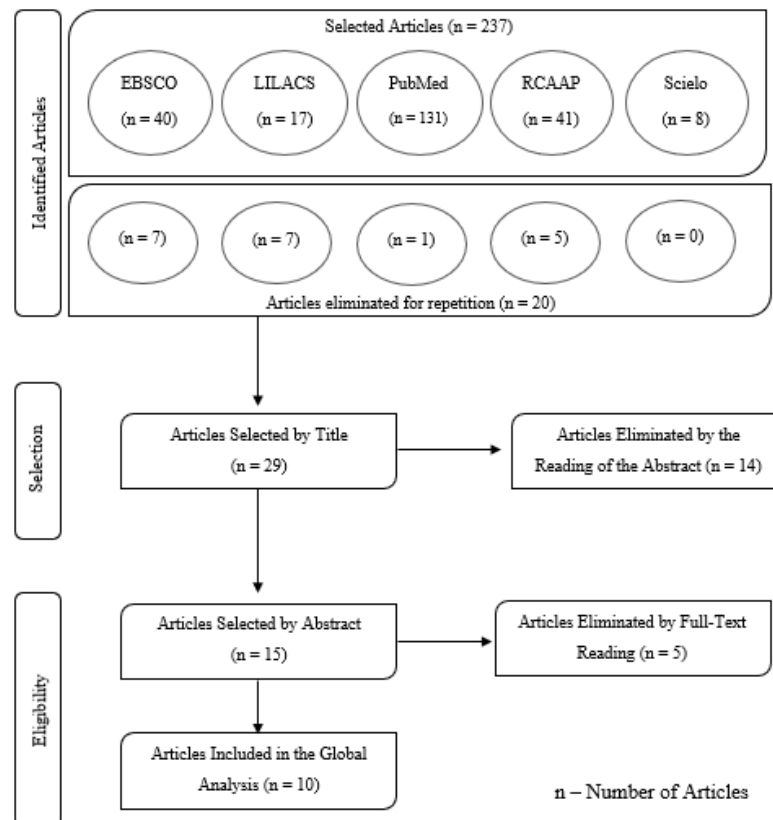 Identified Articles
Selected Articles (n = 237)
EBSCO
(n = 40)
LILACS
(n = 17)
PubMed
(n = 131)
RCAAP
(n = 41)
Scielo
(n = 8)
(n = 7)
(n = 7)
(n = 1)
(n = 5)
(n = 0)
Articles eliminated for repetition (n = 20)
Selection
Articles Selected by Title
(n = 29)
Articles Eliminated by the
Reading of the Abstract (n = 14)
Eligibility
Articles Selected by Abstract
(n = 15)
Articles Eliminated by Full-Text
Reading (n = 5)
Articles Included in the Global
Analysis (n = 10)
n – Number of Articles